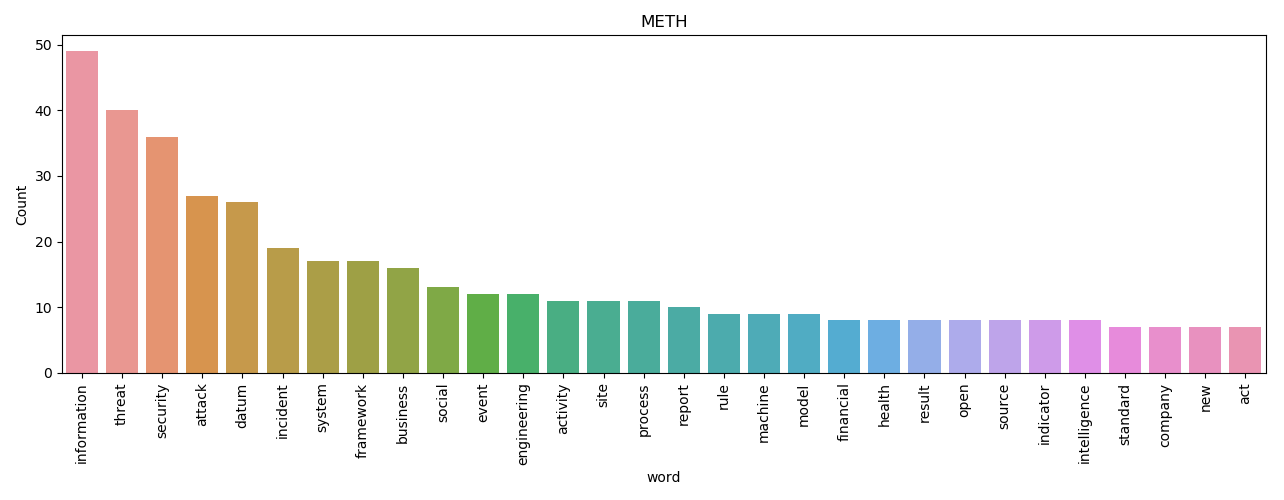 METH
Count
50
40
30
20
10
0
information
threat
security
attack
datum
incident
system
framework
business
social
event
engineering
activity
site
process
report
rule
machine
model
financial
health
result
open
source
indicator
intelligence
standard
company
new
act
word